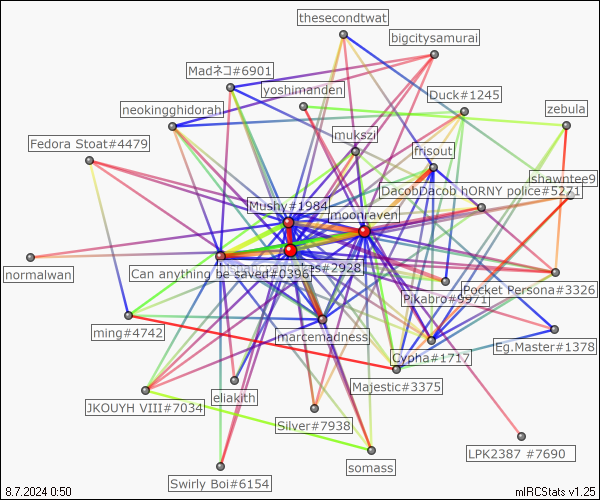 thesecondtwat
bigcitysamurai
Madネコ#6901
yoshimanden
Duck#1245
neokingghidorah
zebula
mukszi
Fedora Stoat#4479
frisout
shawntee9
DacobDacob hORNY police#5271
Mushy#1984
moonraven
#2928
Can anything be saved#0396
normalwan
Pocket Persona#3326
Pikabro#9971
ming#4742
marcemadness
Eg.Master#1378
Cypha#1717
Majestic#3375
eliakith
JKOUYH VIII#7034
Silver#7938
LPK2387 #7690
somass
Swirly Boi#6154
8.7.2024 0:50
mIRCStats v1.25